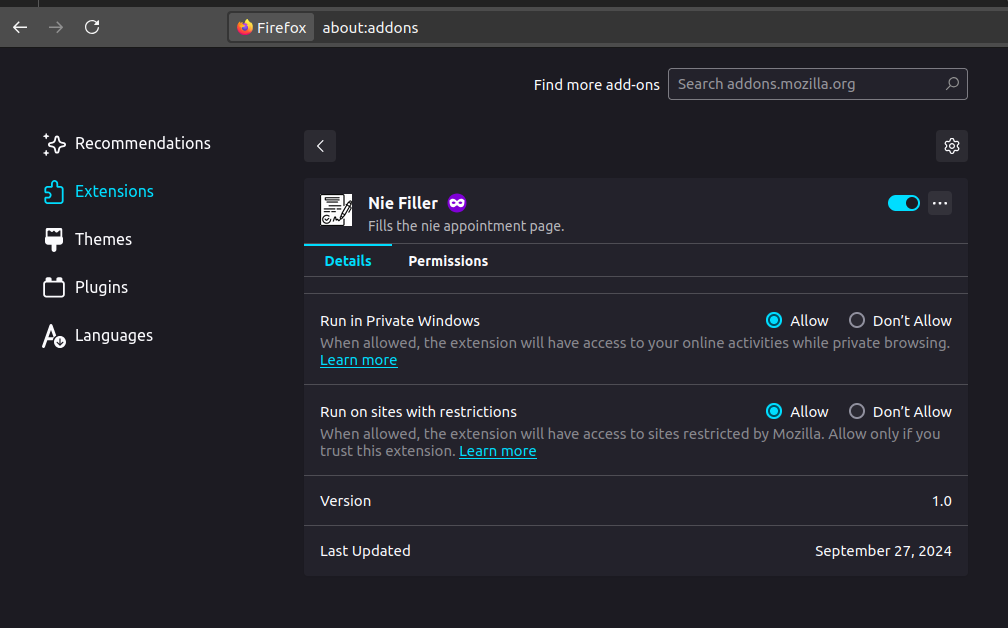 Firefox about:addons
Find more add-ons Search addons.mozilla.org
Recommendations
Extensions
Themes
Plugins
Languages
Nie Filler
Fills the nie appointment page.
Details Permissions
Run in Private Windows Allow Don’t Allow
When allowed, the extension will have access to your online activities while private browsing.
Learn more
Run on sites with restrictions Allow Don’t Allow
When allowed, the extension will have access to sites restricted by Mozilla. Allow only if you
trust this extension. Learn more
Version 1.0
Last Updated September 27, 2024